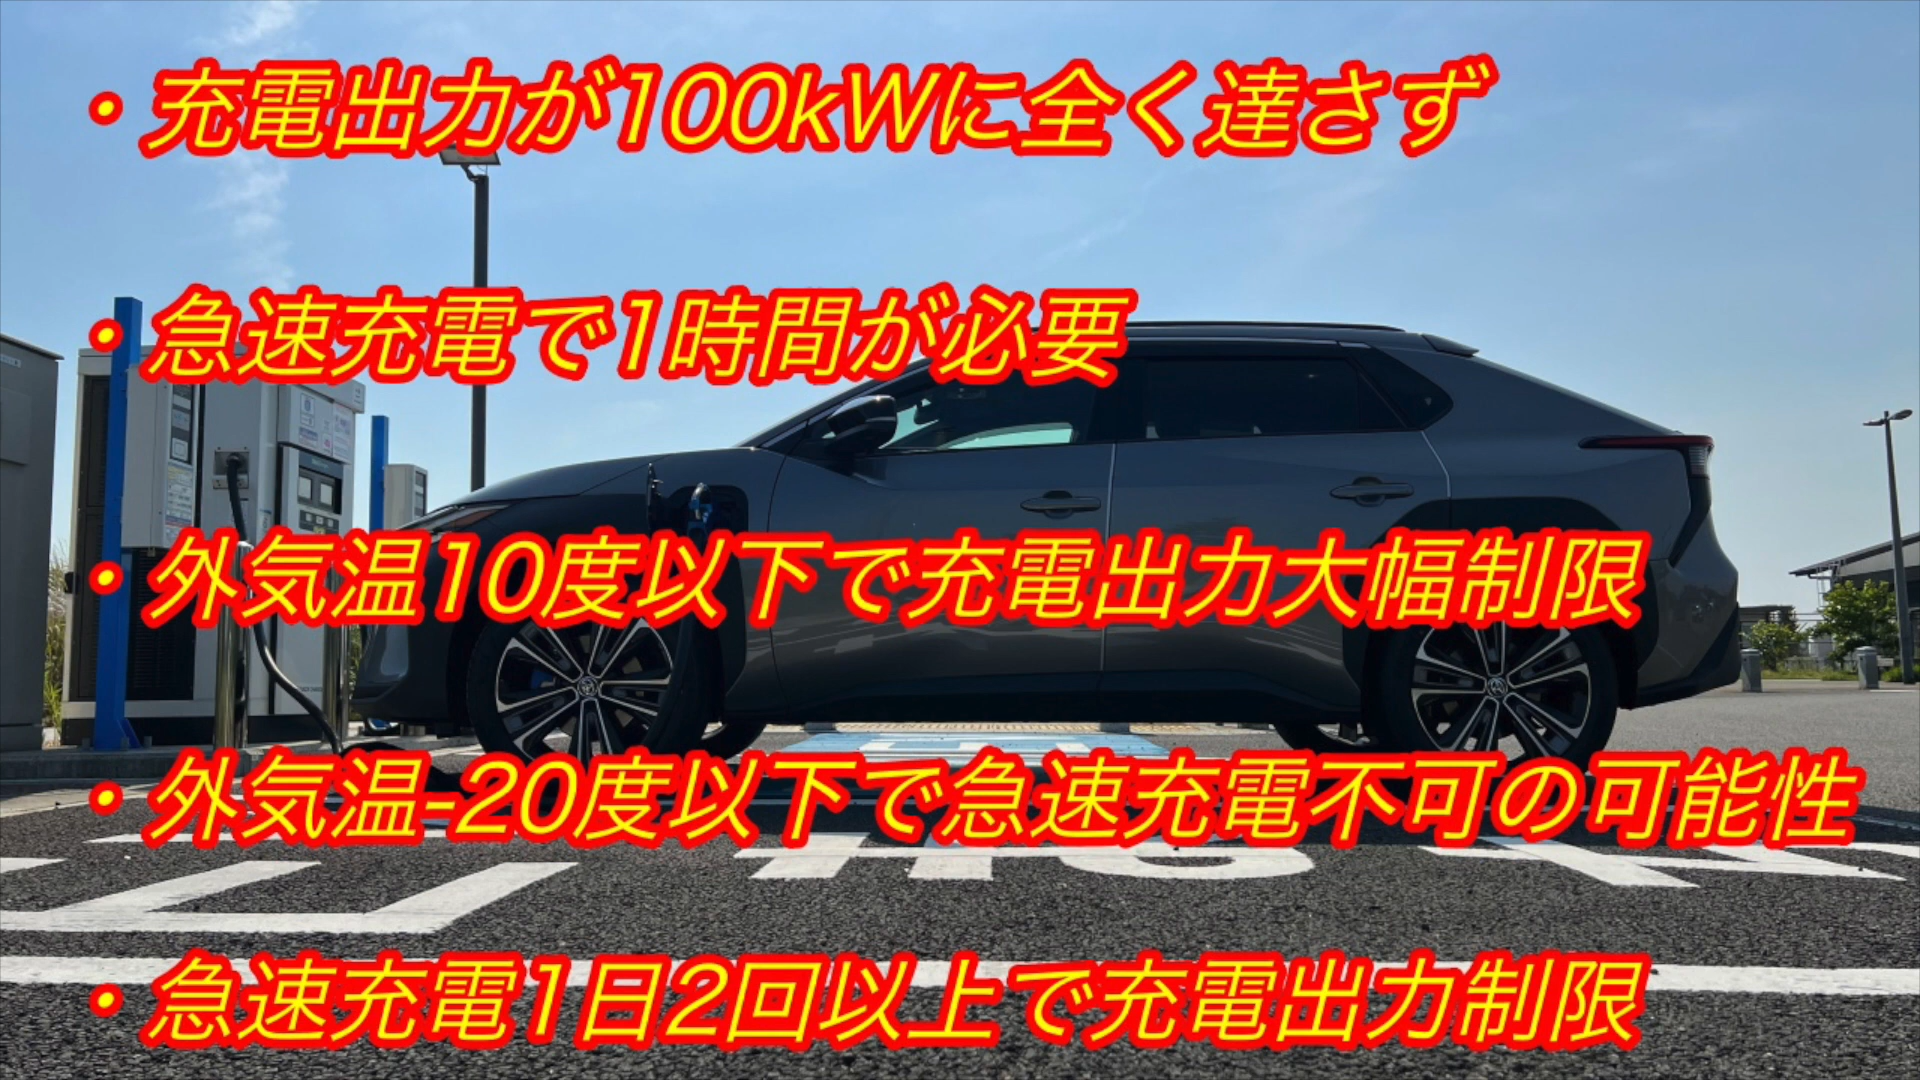 ・充電出力が100kWに全く達さず
・急速充電で1時間が必要
・外気温10度以下で充電出力大幅制限
・外気温-20度以下で急速充電不可の可能性
・急速充電1日2回以上で充電出力制限